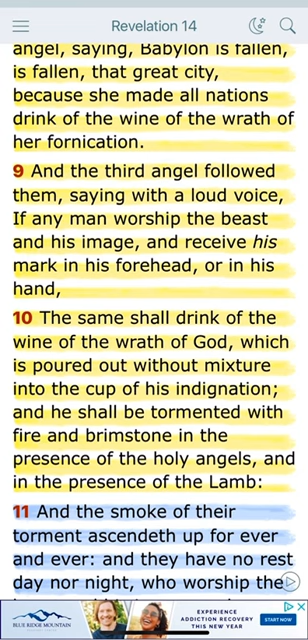 Revelation 14
angel, saying, Babylon is fallen,
is fallen, that great city,
because she made all nations
drink of the wine of the wrath of
her fornication.
9 And the third angel followed
them, saying with a loud voice,
If any man worship the beast
and his image, and receive his
mark in his forehead, or in his
hand,
10 The same shall drink of the
wine of the wrath of God, which
is poured out without mixture
into the cup of his indignation;
and he shall be tormented with
fire and brimstone in the
presence of the holy angels, and
in the presence of the Lamb:
11 And the smoke of their
torment ascendeth up for ever
and ever: and they have no rest
day nor night, who worship the
BLUE RIDGE MOUNTAIN
EXPERIENCE
ADDICTION RECOVERY
THIS NEW YEAR
START NOW